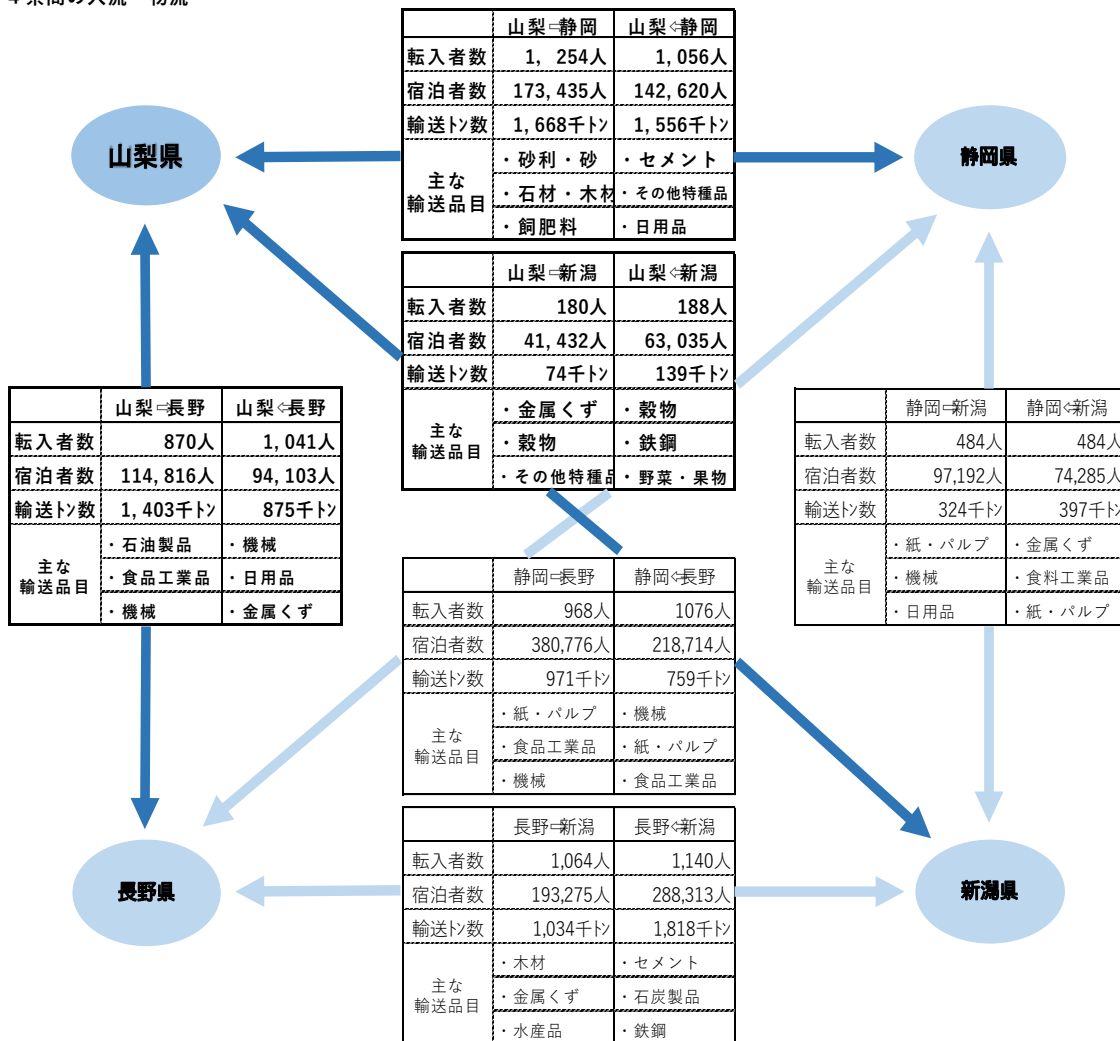 山梨⇨静岡 山梨⇦静岡
転入者数 1, 254人 1,056人
宿泊者数 173,435人 142,620人
輸送トン数 1,668千トン 1,556千トン
主な輸送品目
・砂利・砂 ・セメント
・石材・木材 ・その他特種品
・飼肥料 ・日用品
山梨県
静岡県
山梨⇨新潟 山梨⇦新潟
転入者数 180人 188人
宿泊者数 41,432人 63,035人
輸送トン数 74千トン 139千トン
主な輸送品目
・金属くず ・穀物
・穀物 ・鉄鋼
・その他特種品 ・野菜・果物
山梨⇨長野 山梨⇦長野
転入者数 870人 1,041人
宿泊者数 114,816人 94,103人
輸送トン数 1,403千トン 875千トン
主な輸送品目
・石油製品 ・機械
・食品工業品 ・日用品
・機械 ・金属くず
静岡⇨新潟 静岡⇦新潟
転入者数 484人 484人
宿泊者数 97,192人 74,285人
輸送トン数 324千トン 397千トン
主な輸送品目
・紙・パルプ ・金属くず
・機械 ・食料工業品
・日用品 ・紙・パルプ
静岡⇨長野 静岡⇦長野
転入者数 968人 1076人
宿泊者数 380,776人 218,714人
輸送トン数 971千トン 759千トン
主な輸送品目
・紙・パルプ ・機械
・食品工業品 ・紙・パルプ
・機械 ・食品工業品
長野⇨新潟 長野⇦新潟
転入者数 1,064人 1,140人
宿泊者数 193,275人 288,313人
輸送トン数 1,034千トン 1,818千トン
主な輸送品目
・木材 ・セメント
・金属くず ・石炭製品
・水産品 ・鉄鋼
長野県
新潟県